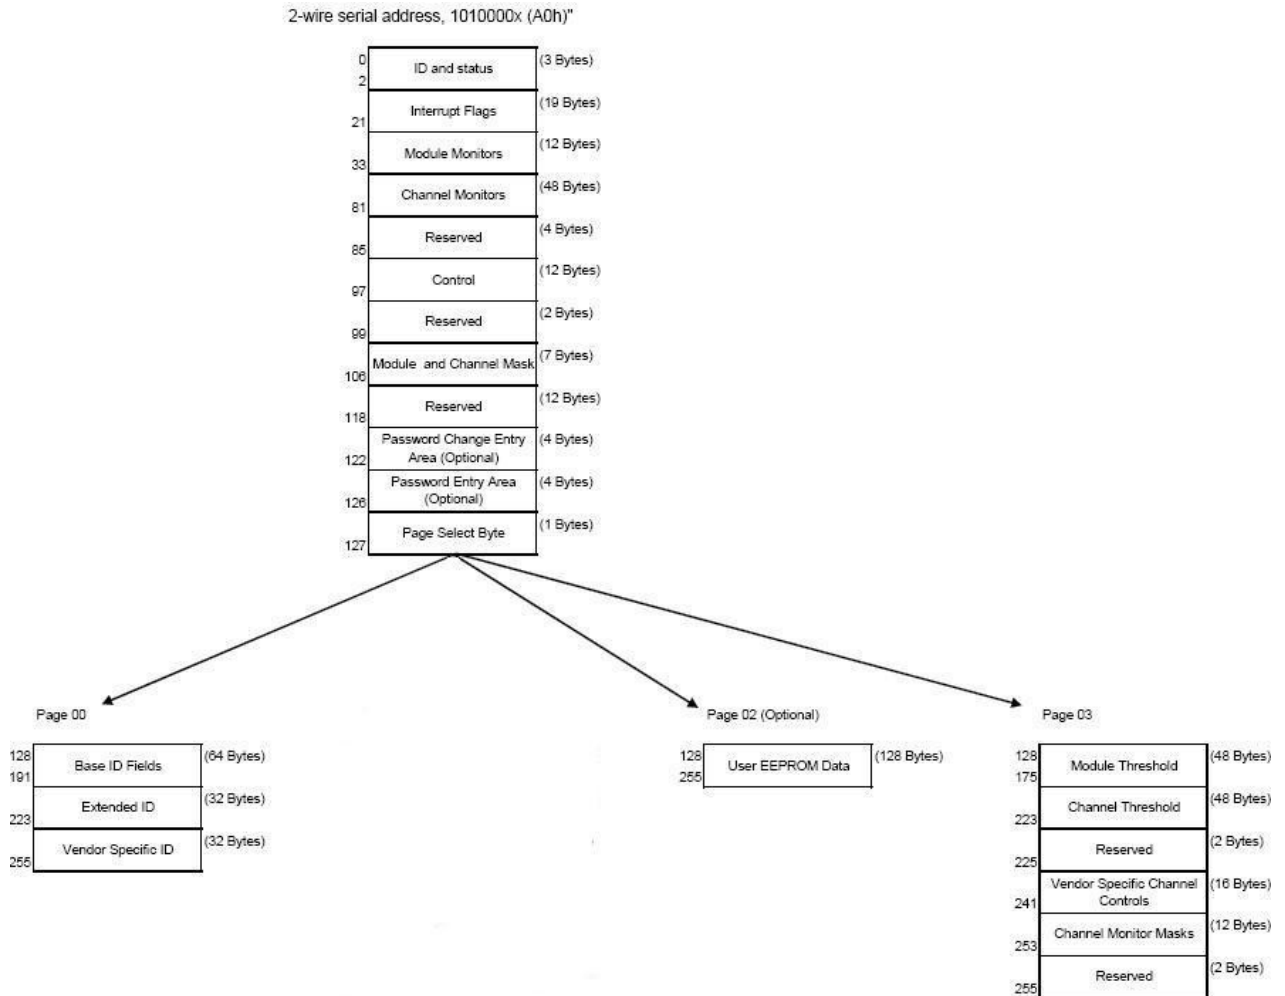 2-wire serial address, 1010000x (A0h)"
0
ID and status
(3 Bytes)
2
Interrupt Flags
(19 Bytes)
21
Module Monitors
(12 Bytes)
33
Channel Monitors
(48 Bytes)
81
Reserved
(4 Bytes)
85
Control
(12 Bytes)
97
Reserved
(2 Bytes)
99
Module and Channel Mask
(7 Bytes)
106
Reserved
(12 Bytes)
118
Password Change Entry
Area (Optional)
(4 Bytes)
122
Password Entry Area
(Optional)
(4 Bytes)
126
Page Select Byte
(1 Bytes)
127
Page 00
128
Base ID Fields
(64 Bytes)
191
Extended ID
(32 Bytes)
223
Vendor Specific ID
(32 Bytes)
255
Page 02 (Optional)
128
User EEPROM Data
(128 Bytes)
255
Page 03
128
Module Threshold
(48 Bytes)
175
Channel Threshold
(48 Bytes)
223
Reserved
(2 Bytes)
225
Vendor Specific Channel
Controls
(16 Bytes)
241
Channel Monitor Masks
(12 Bytes)
253
Reserved
(2 Bytes)
255